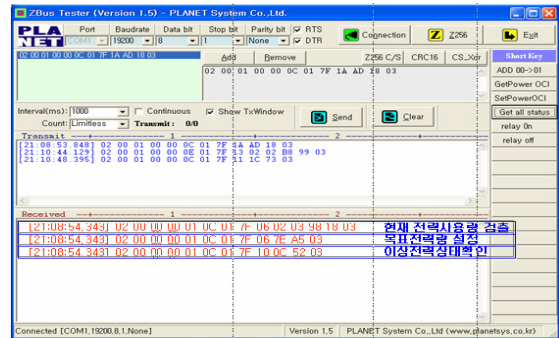 ZBus Tester (Version 1.5) - PLANET System Co.,Ltd.
PLANET
Port Baudrate Data bit Stop bit Parity bit RTS
COM1 19200 8 1 None DTR
Connection Z256 Exit
02 00 01 00 00 0C 01 7F 1A AD 18 03
Add Remove Z256 C/S CRC16 CS_Xor
02 00 01 00 00 0C 01 7F 1A AD 18 03
Short Key
ADD 00->01
GetPower OCI
SetPowerOCI
Get all status
relay On
relay off
Interval(ms): 1000 Continuous Show TxWindow
Count: Limitless Transmit : 0/0
Send Clear
Transmit 1 2
[21:08:53.848] 02 00 01 00 00 0C 01 7F 1A AD 18 03
[21:10:44.129] 02 00 01 00 00 0E 01 7F 13 02 02 B8 99 03
[21:10:48.395] 02 00 01 00 00 0C 01 7F 11 1C 73 03
Received 1 2
[21:08:54.343] 02 00 00 00 01 0C 01 7F 06 02 03 98 18 03 현재 전력사용량 검출
[21:08:54.343] 02 00 00 00 01 0C 01 7F 06 7E A5 03 목표전력량 설정
[21:08:54.343] 02 00 00 00 01 0C 01 7F 10 0C 52 03 이상전력상태확인
Connected [COM1,19200,8,1,None] Version 1.5 PLANET System Co,.Ltd (www.planetsys.co.kr)